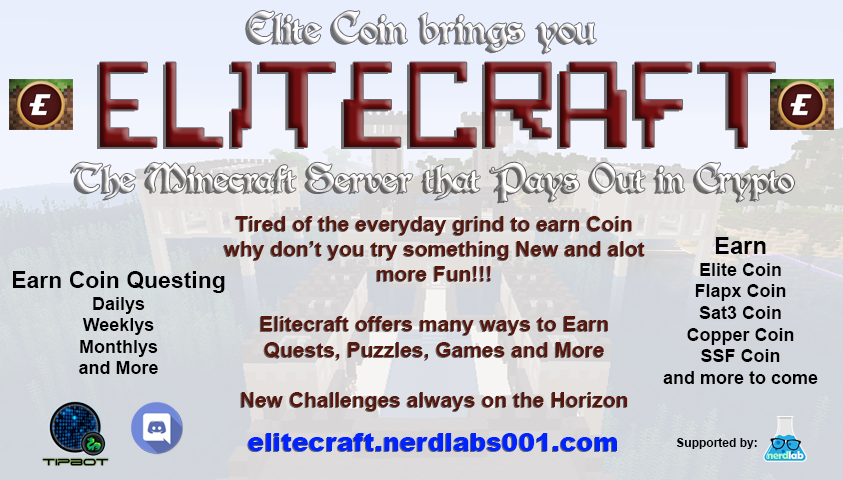 Elite Coin brings you
ELITECRAFT
E
E
The Minecraft Server that Pays Out in Crypto
Tired of the everyday grind to earn Coin
why don't you try something New and alot
more Fun!!!
Elitecraft offers many ways to Earn
Quests, Puzzles, Games and More
New Challenges always on the Horizon
elitecraft.nerdlabs001.com
Earn Coin Questing
Dailys
Weeklys
Monthlys
and More
TIPBOT
Earn
Elite Coin
Flapx Coin
Sat3 Coin
Copper Coin
SSF Coin
and more to come
Supported by:
nerdlab